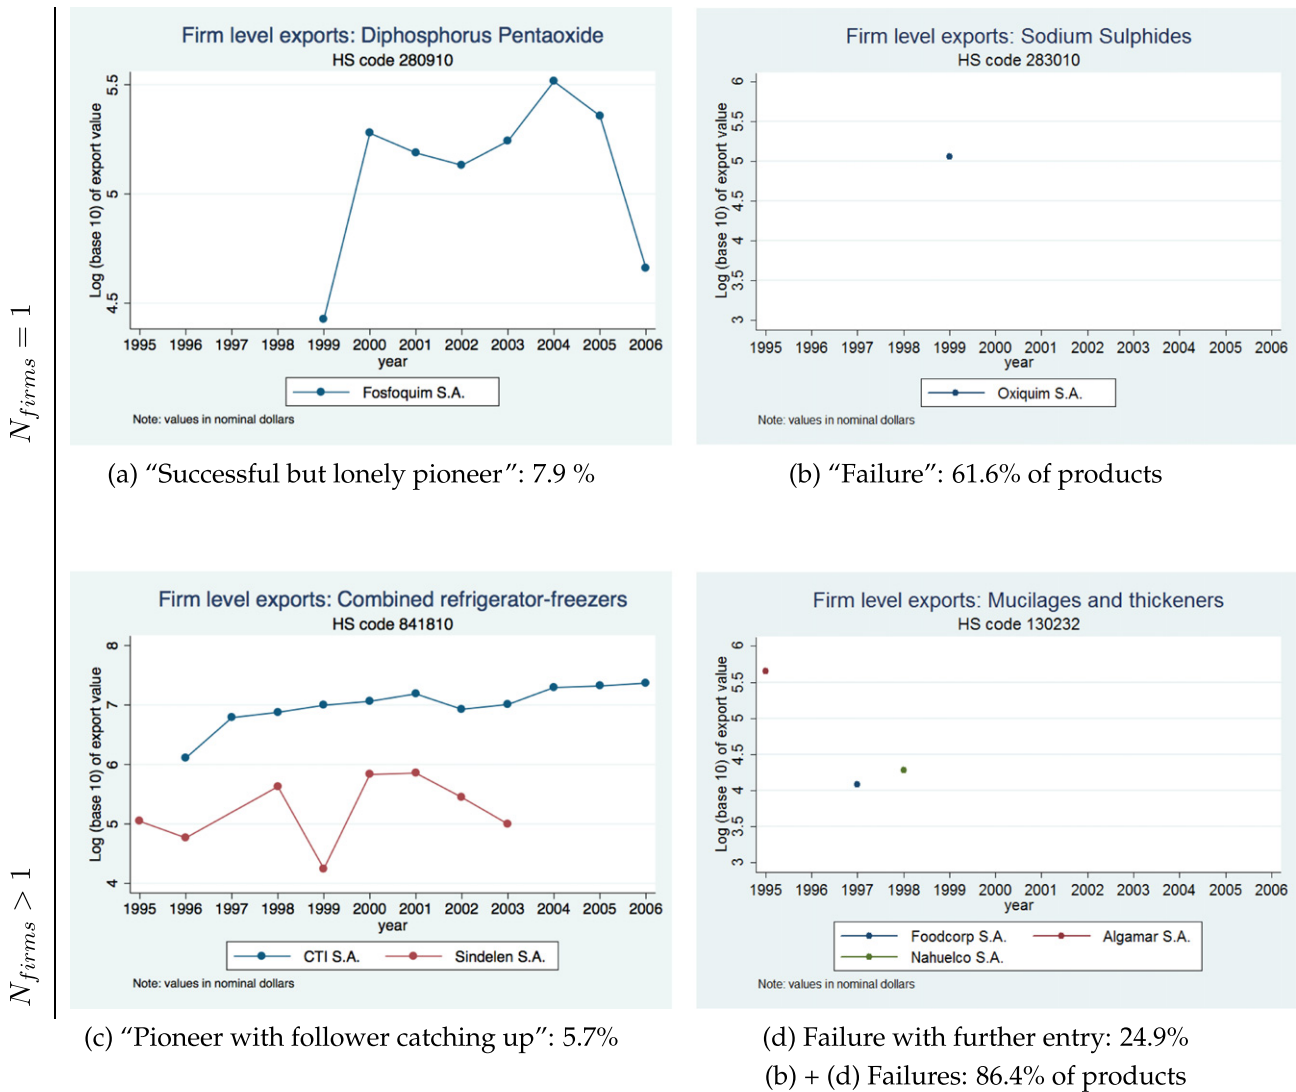 N_firms = 1
Firm level exports: Diphosphorus Pentaoxide
HS code 280910
Log (base 10) of export value
5.5
5
4.5
1995 1996 1997 1998 1999 2000 2001 2002 2003 2004 2005 2006
year
Fosfoquim S.A.
Note: values in nominal dollars
(a) “Successful but lonely pioneer”: 7.9 %
Firm level exports: Sodium Sulphides
HS code 283010
Log (base 10) of export value
6
5.5
5
4.5
4
3.5
3
1995 1996 1997 1998 1999 2000 2001 2002 2003 2004 2005 2006
year
Oxiquim S.A.
Note: values in nominal dollars
(b) “Failure”: 61.6% of products
N_firms > 1
Firm level exports: Combined refrigerator-freezers
HS code 841810
Log (base 10) of export value
8
7
6
5
4
1995 1996 1997 1998 1999 2000 2001 2002 2003 2004 2005 2006
year
CTI S.A. Sindelen S.A.
Note: values in nominal dollars
(c) “Pioneer with follower catching up”: 5.7%
Firm level exports: Mucilages and thickeners
HS code 130232
Log (base 10) of export value
6
5.5
5
4.5
4
3.5
3
1995 1996 1997 1998 1999 2000 2001 2002 2003 2004 2005 2006
year
Foodcorp S.A. Algamar S.A.
Nahuelco S.A.
Note: values in nominal dollars
(d) Failure with further entry: 24.9%
(b) + (d) Failures: 86.4% of products